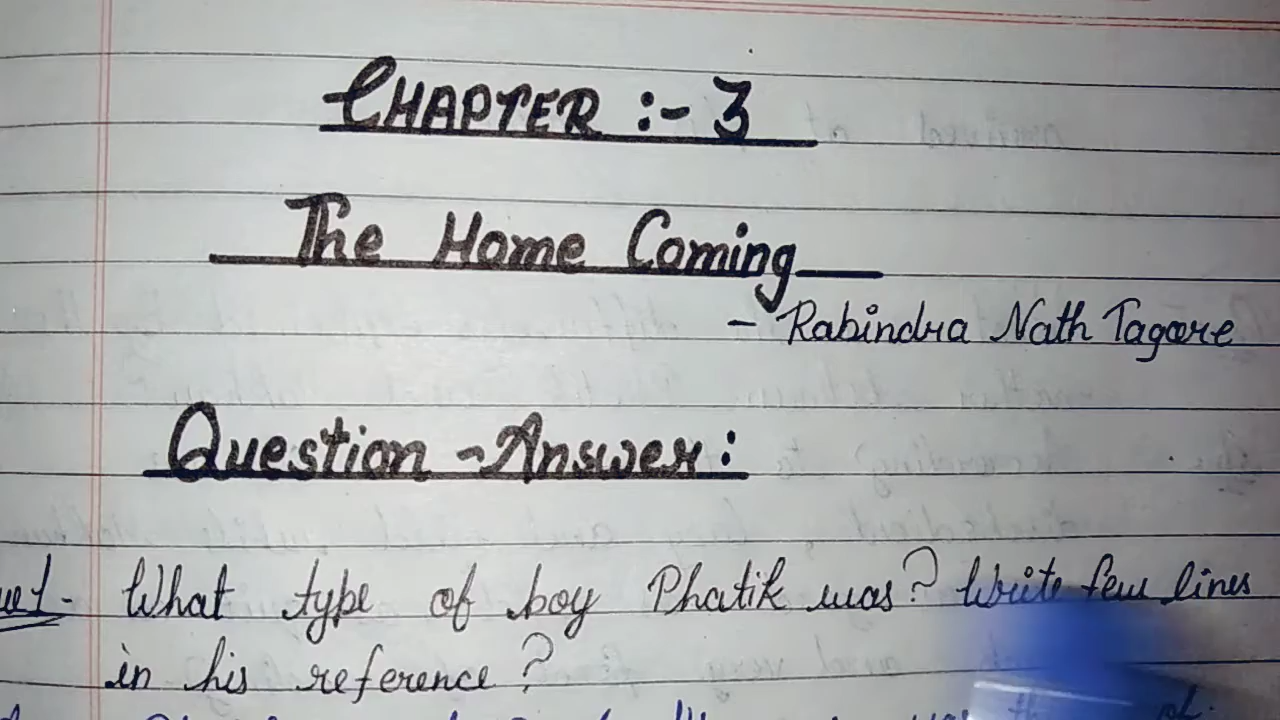 CHAPTER :- 3
The Home Coming
- Rabindra Nath Tagore
Question - Answer :
What type of boy Phatik was? Write few lines
in his reference ?